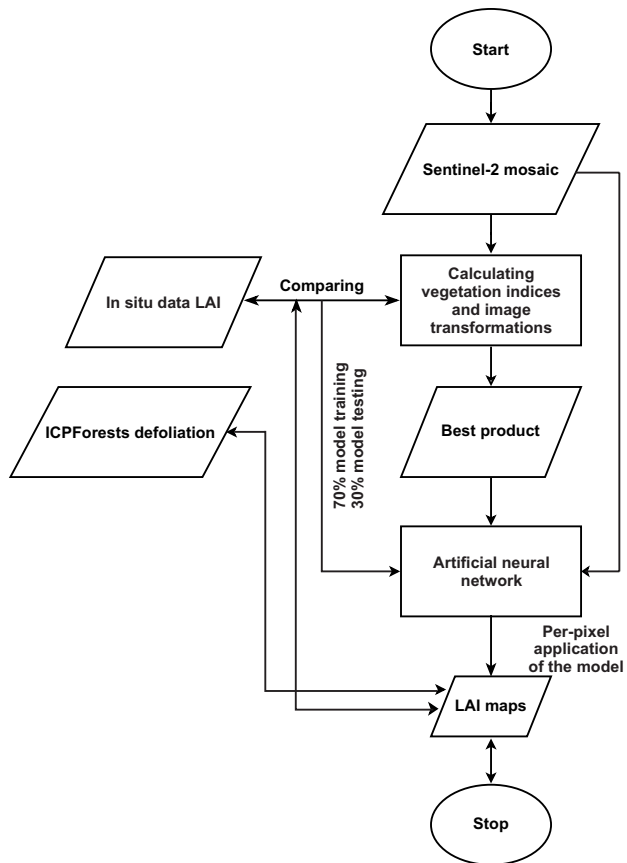 Start
Sentinel-2 mosaic
In situ data LAI
Comparing
Calculating
vegetation indices
and image
transformations
ICPForests defoliation
70% model training
30% model testing
Best product
Artificial neural
network
Per-pixel
application
of the model
LAI maps
Stop